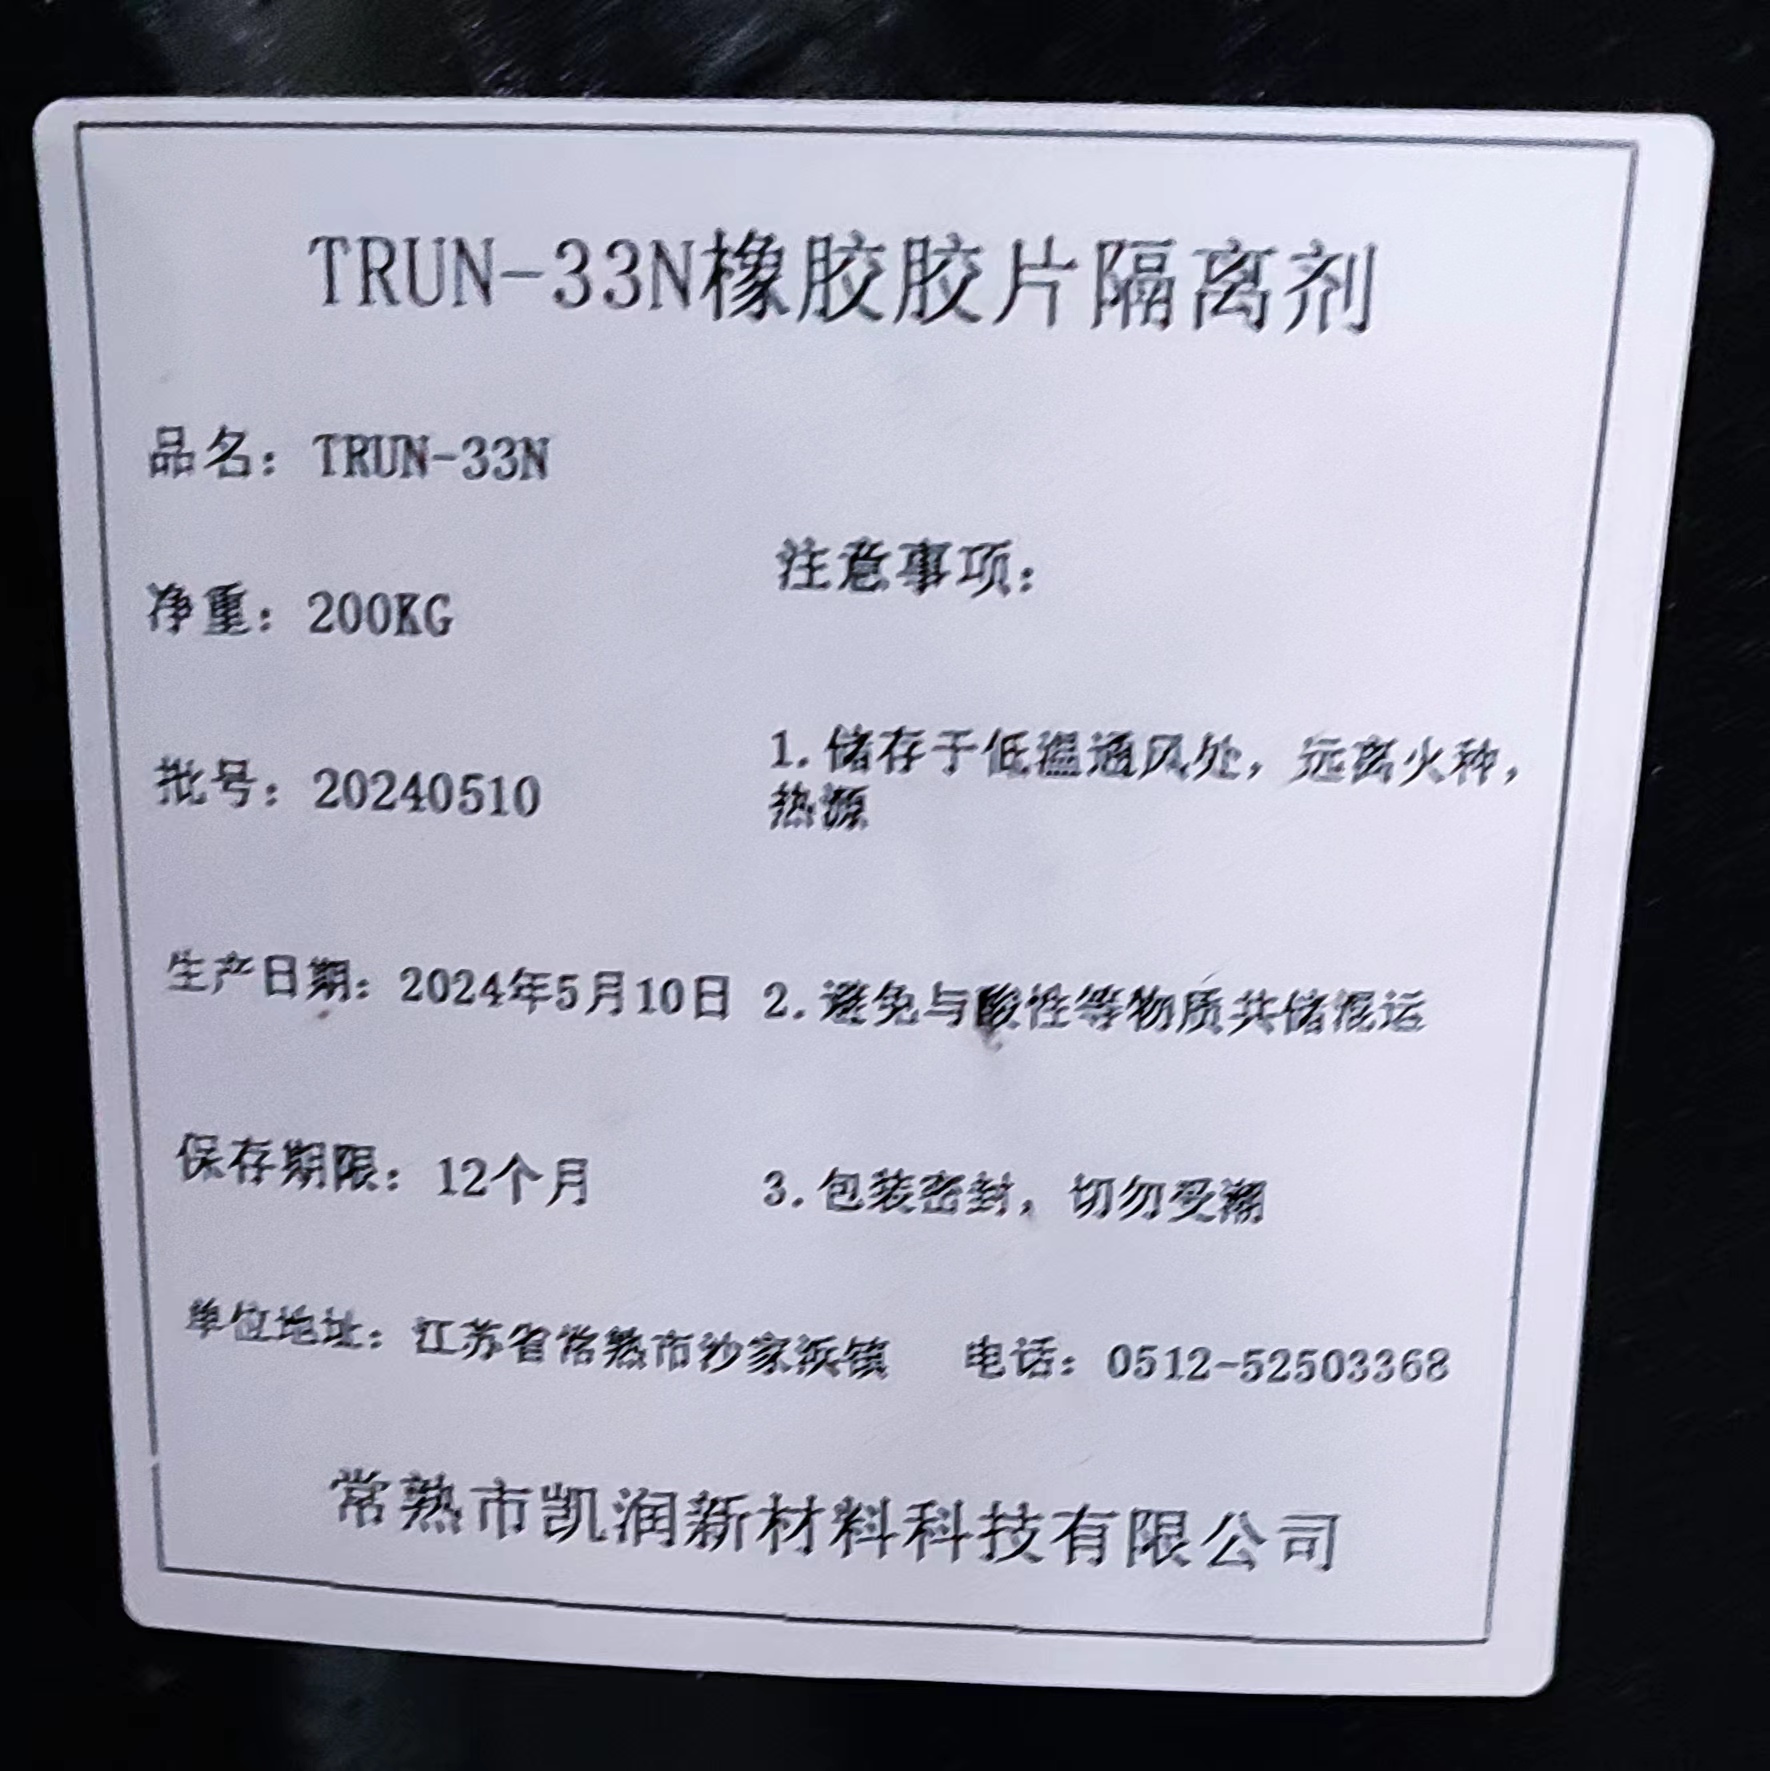 TRUN-33N橡胶胶片隔离剂
品名：TRUN-33N
净重：200KG
批号：20240510
生产日期：2024年5月10日
保存期限：12个月
注意事项：
1.储存于低温通风处，远离火种，
热源
2.避免与酸性等物质共储混运
3.包装密封，切勿受潮
单位地址：江苏省常熟市沙家浜镇 电话：0512-52503368
常熟市凯润新材料科技有限公司